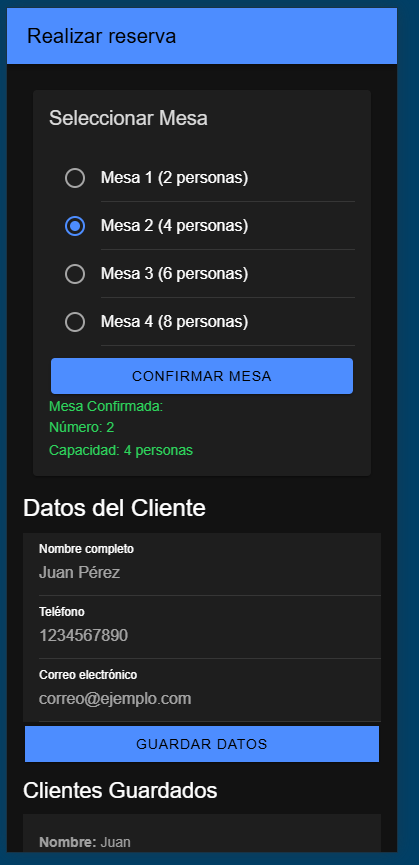 Realizar reserva
Seleccionar Mesa
Mesa 1 (2 personas)
Mesa 2 (4 personas)
Mesa 3 (6 personas)
Mesa 4 (8 personas)
CONFIRMAR MESA
Mesa Confirmada:
Número: 2
Capacidad: 4 personas
Datos del Cliente
Nombre completo
Juan Pérez
Teléfono
1234567890
Correo electrónico
correo@ejemplo.com
GUARDAR DATOS
Clientes Guardados
Nombre: Juan